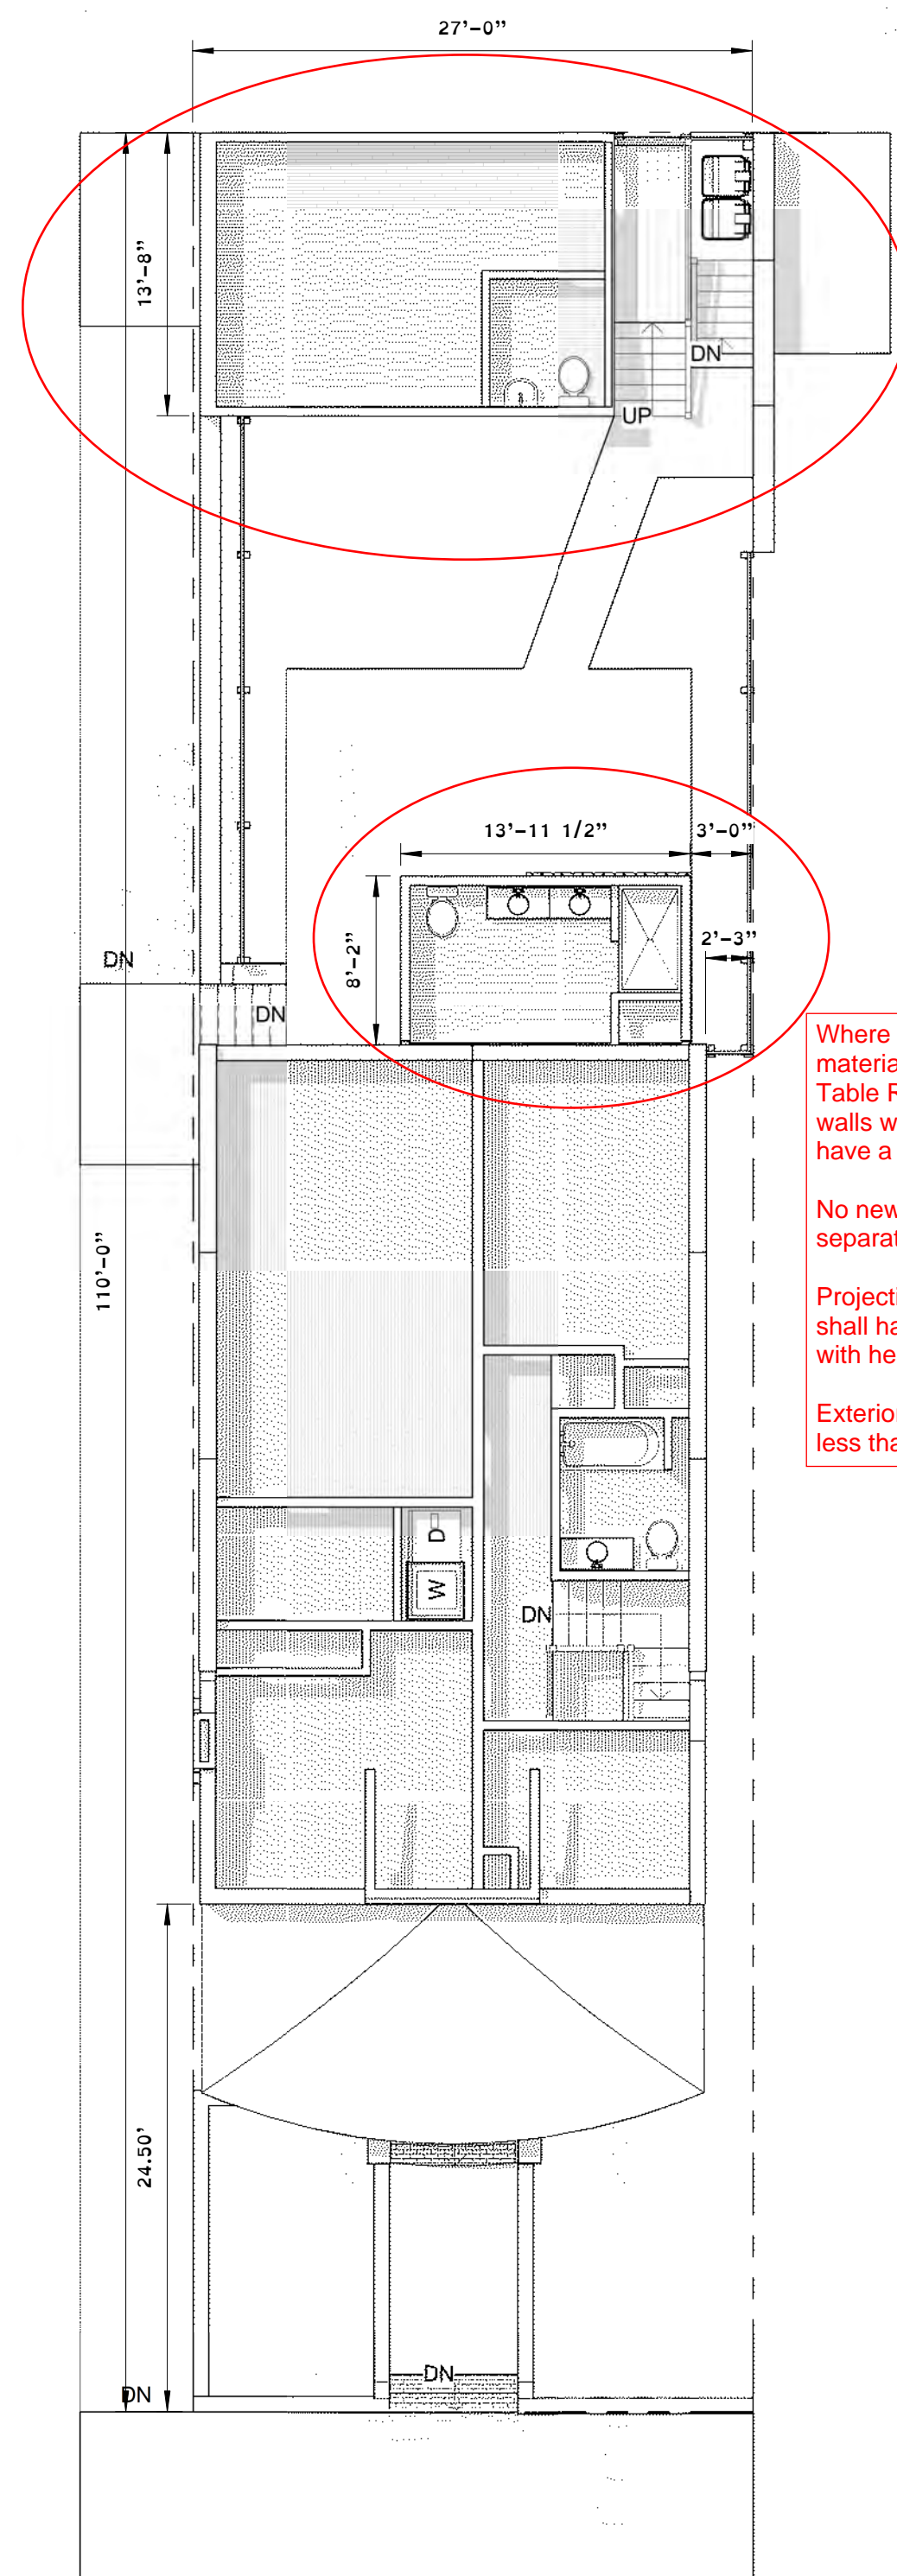 27'-0"
13'-8"
DN
UP
13'-11 1/2"
3'-0"
8'-2"
2'-3"
DN
DN
Where
materia
Table R
walls w
have a
No new
separat
Projecti
shall ha
with he
Exterior
less tha
110'-0"
D
W
DN
24.50'
DN
DN